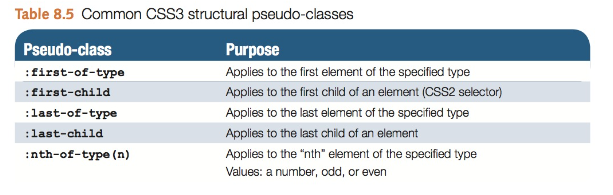 Table 8.5 Common CSS3 structural pseudo-classes
Pseudo-class Purpose
:first-of-type Applies to the first element of the specified type
:first-child Applies to the first child of an element (CSS2 selector)
:last-of-type Applies to the last element of the specified type
:last-child Applies to the last child of an element
:nth-of-type(n) Applies to the “nth” element of the specified type
Values: a number, odd, or even